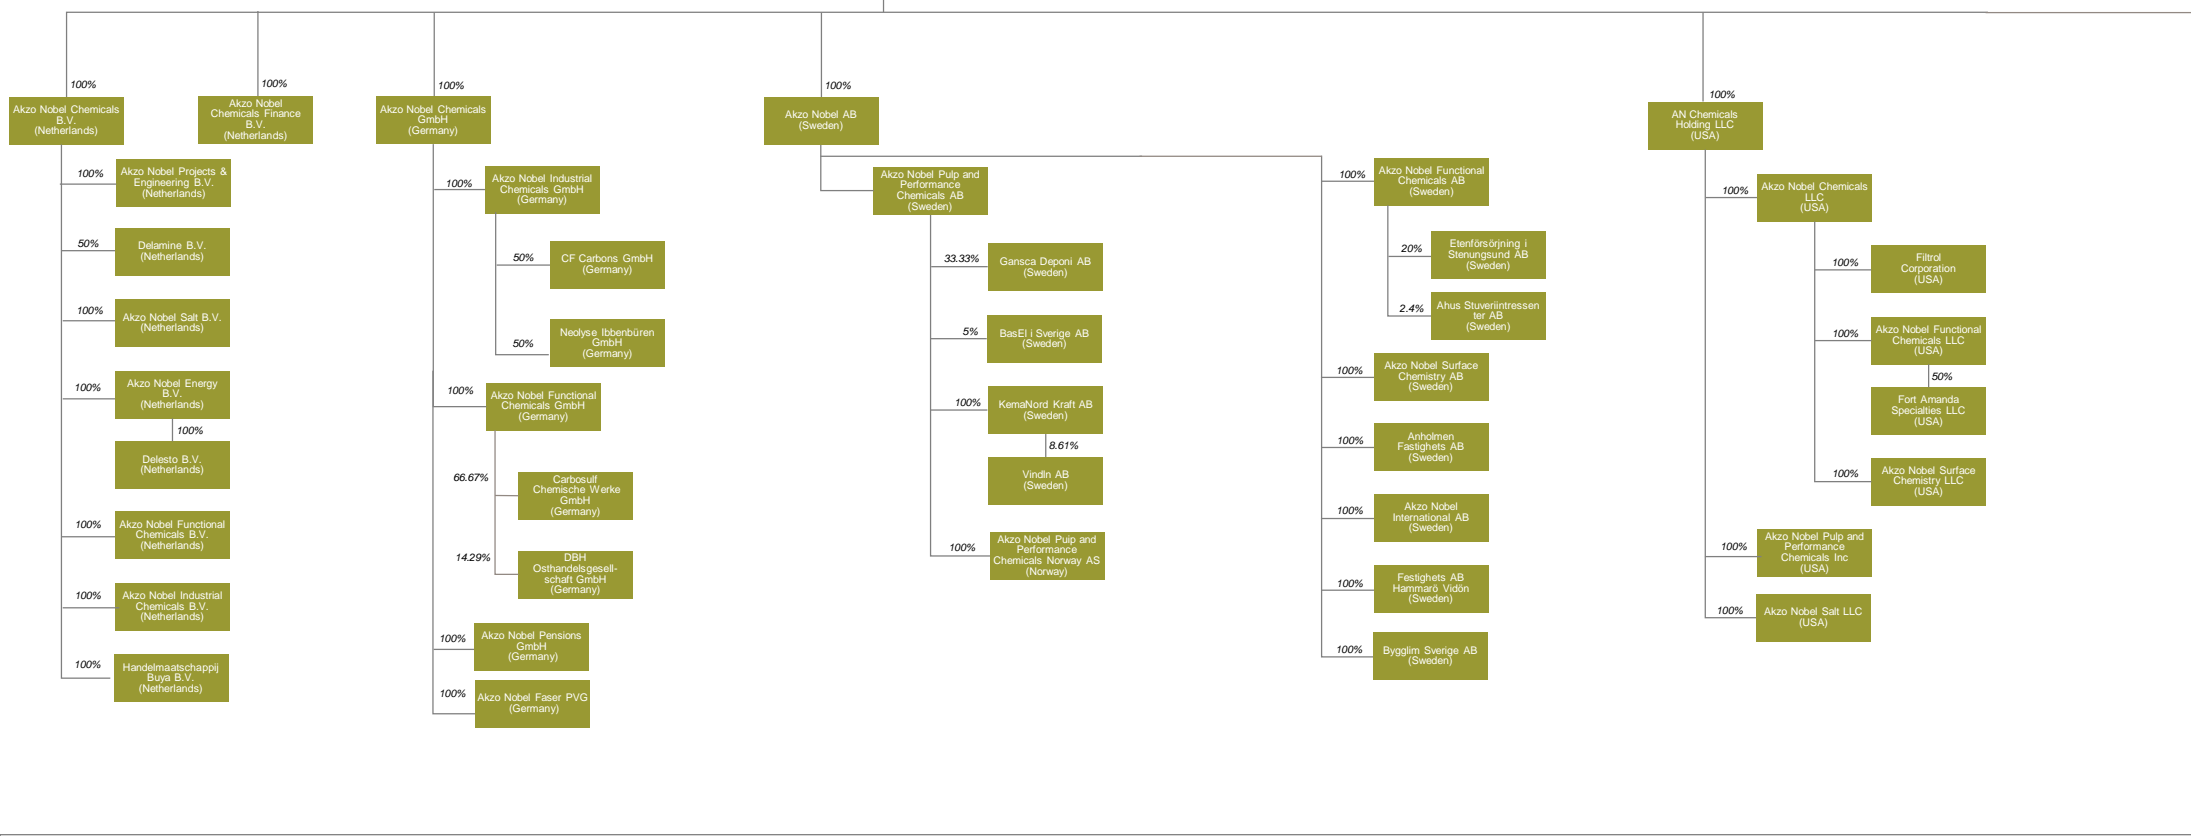 100%
Akzo Nobel Chemicals
B.V.
(Netherlands)
100%
Akzo Nobel Projects &
Engineering B.V.
(Netherlands)
50%
Delamine B.V.
(Netherlands)
100%
Akzo Nobel Salt B.V.
(Netherlands)
100%
Akzo Nobel Energy
B.V.
(Netherlands)
100%
Delesto B.V.
(Netherlands)
100%
Akzo Nobel Functional
Chemicals B.V.
(Netherlands)
100%
Akzo Nobel Industrial
Chemicals B.V.
(Netherlands)
100%
Handelmaatschappij
Buya B.V.
(Netherlands)
100%
Akzo Nobel
Chemicals Finance
B.V.
(Netherlands)
100%
Akzo Nobel Chemicals
GmbH
(Germany)
100%
Akzo Nobel Industrial
Chemicals GmbH
(Germany)
50%
CF Carbons GmbH
(Germany)
50%
Neolyse Ibbenbüren
GmbH
(Germany)
100%
Akzo Nobel Functional
Chemicals GmbH
(Germany)
66.67%
Carbosulf
Chemische Werke
GmbH
(Germany)
14.29%
DBH
Osthandelsgesell-
schaft GmbH
(Germany)
100%
Akzo Nobel Pensions
GmbH
(Germany)
100%
Akzo Nobel Faser PVG
(Germany)
100%
Akzo Nobel AB
(Sweden)
Akzo Nobel Pulp and
Performance
Chemicals AB
(Sweden)
33.33%
Gansca Deponi AB
(Sweden)
5%
BasEl i Sverige AB
(Sweden)
100%
KemaNord Kraft AB
(Sweden)
8.61%
VindIn AB
(Sweden)
100%
Akzo Nobel Pulp and
Performance
Chemicals Norway AS
(Norway)
100%
Akzo Nobel Functional
Chemicals AB
(Sweden)
20%
Etenförsörjning i
Stenungsund AB
(Sweden)
2.4%
Ahus Stuveriintressen
ter AB
(Sweden)
100%
Akzo Nobel Surface
Chemistry AB
(Sweden)
100%
Anholmen
Fastighets AB
(Sweden)
100%
Akzo Nobel
International AB
(Sweden)
100%
Festighets AB
Hammarö Vidön
(Sweden)
100%
Bygglim Sverige AB
(Sweden)
100%
AN Chemicals
Holding LLC
(USA)
100%
Akzo Nobel Chemicals
LLC
(USA)
100%
Filtrol
Corporation
(USA)
100%
Akzo Nobel Functional
Chemicals LLC
(USA)
50%
Fort Amanda
Specialties LLC
(USA)
100%
Akzo Nobel Surface
Chemistry LLC
(USA)
100%
Akzo Nobel Pulp and
Performance
Chemicals Inc
(USA)
100%
Akzo Nobel Salt LLC
(USA)